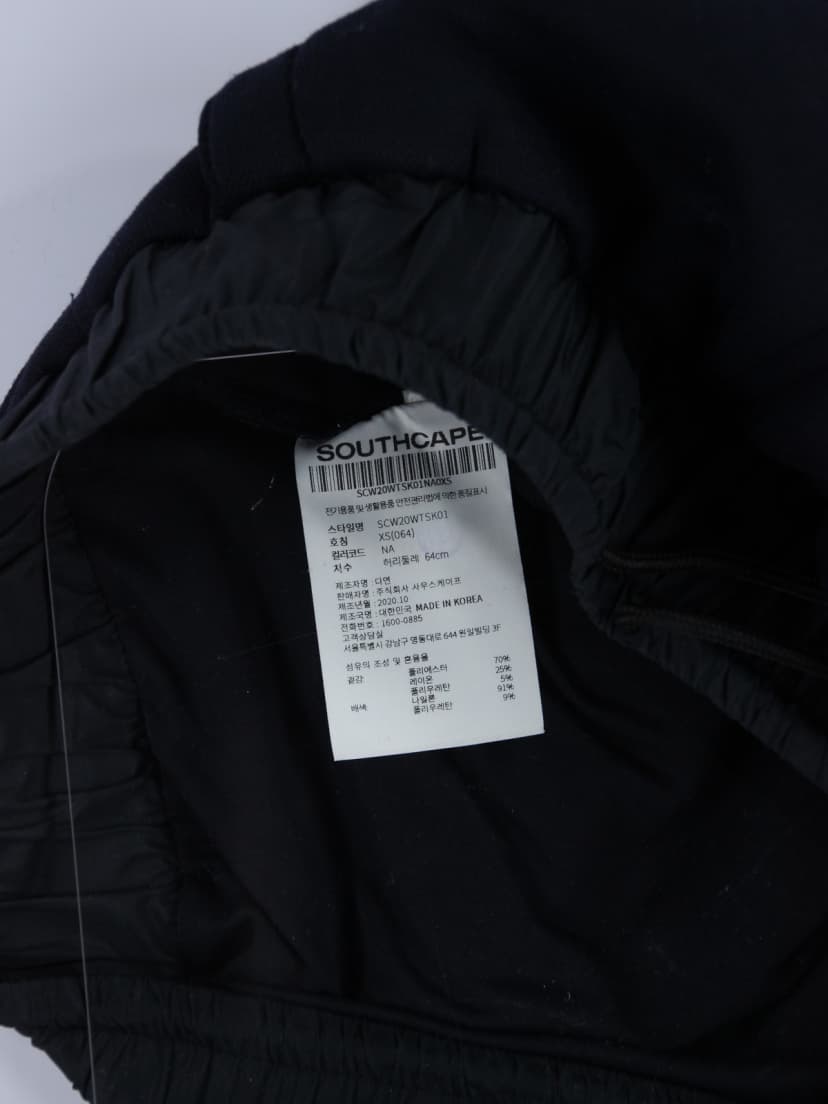 SOUTHCAPE
SCW20WTSK01NA0XS
전기용품 및 생활용품 안전관리법에 의한 품질표시
스타일명 SCW20WTSK01
호칭 XS(064)
컬러코드 NA
치수 허리둘레 64cm
제조자명 : 디연
판매자명 : 주식회사 사우스케이프
제조년월 : 2020.10
제조국명 : 대한민국 MADE IN KOREA
전화번호 : 1600-0885
고객상담실
서울특별시 강남구 영동대로 644 원일빌딩 3F
섬유의 조성 및 혼용율
겉감: 폴리에스터 70%
레이온 25%
폴리우레탄 5%
배색: 나일론 91%
폴리우레탄 9%